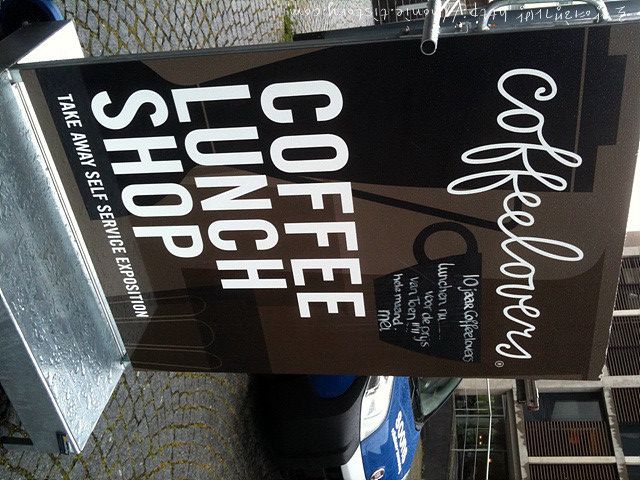 coffeelovers®
10 jaar Coffeelovers
lunchen nu
voor de prijs
van toen in
hele maand
mei
COFFEE
LUNCH
SHOP
TAKE AWAY SELF SERVICE EXPOSITION